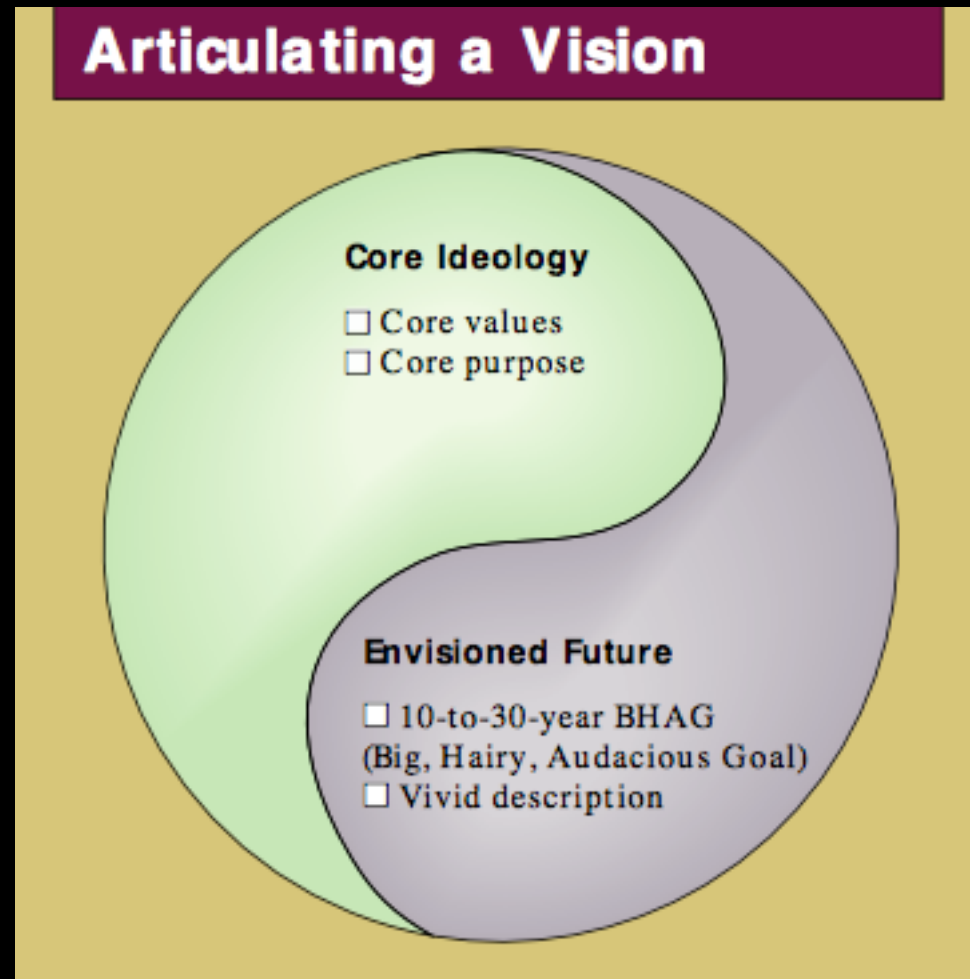 Articulating a Vision
Core Ideology
☐ Core values
☐ Core purpose
Envisioned Future
☐ 10-to-30-year BHAG
(Big, Hairy, Audacious Goal)
☐ Vivid description